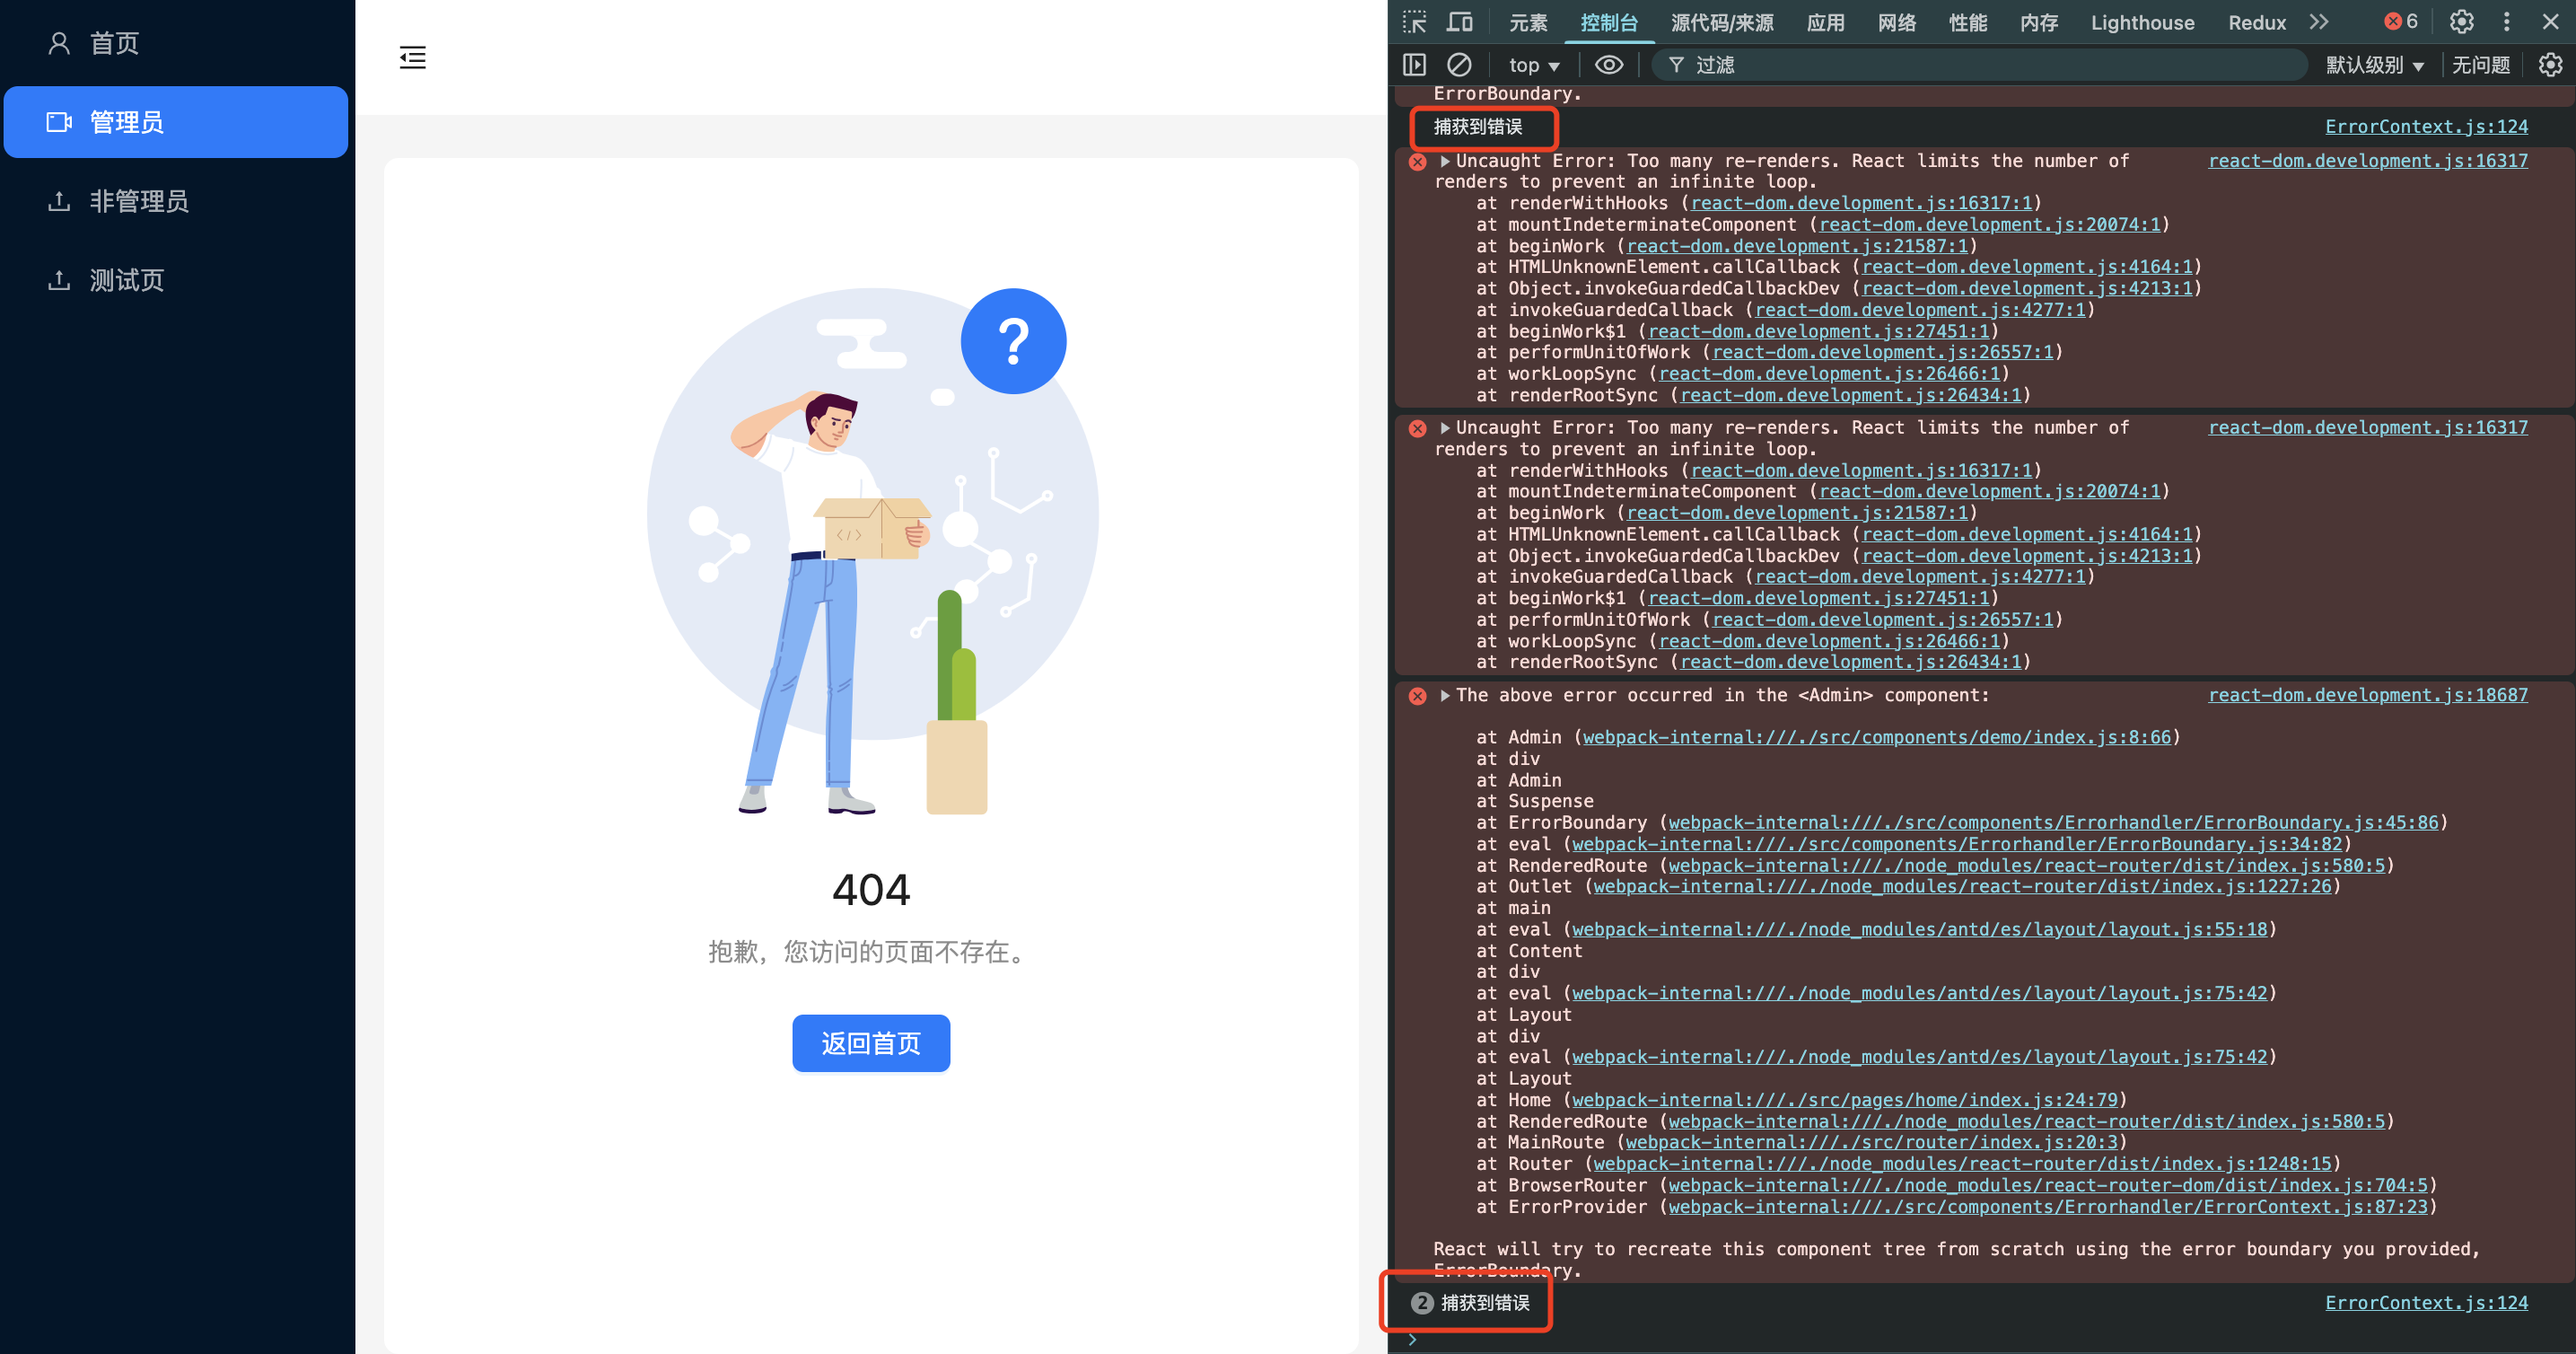 首页
管理员
非管理员
测试页
404
抱歉，您访问的页面不存在。
返回首页
元素 控制台 源代码/来源 应用 网络 性能 内存 Lighthouse Redux 6
top 过滤 默认级别 无问题
ErrorBoundary.
捕获到错误 ErrorContext.js:124
Uncaught Error: Too many re-renders. React limits the number of react-dom.development.js:16317
renders to prevent an infinite loop.
at renderWithHooks (react-dom.development.js:16317:1)
at mountIndeterminateComponent (react-dom.development.js:20074:1)
at beginWork (react-dom.development.js:21587:1)
at HTMLUnknownElement.callCallback (react-dom.development.js:4164:1)
at Object.invokeGuardedCallbackDev (react-dom.development.js:4213:1)
at invokeGuardedCallback (react-dom.development.js:4277:1)
at beginWork$1 (react-dom.development.js:27451:1)
at performUnitOfWork (react-dom.development.js:26557:1)
at workLoopSync (react-dom.development.js:26466:1)
at renderRootSync (react-dom.development.js:26434:1)
Uncaught Error: Too many re-renders. React limits the number of react-dom.development.js:16317
renders to prevent an infinite loop.
at renderWithHooks (react-dom.development.js:16317:1)
at mountIndeterminateComponent (react-dom.development.js:20074:1)
at beginWork (react-dom.development.js:21587:1)
at HTMLUnknownElement.callCallback (react-dom.development.js:4164:1)
at Object.invokeGuardedCallbackDev (react-dom.development.js:4213:1)
at invokeGuardedCallback (react-dom.development.js:4277:1)
at beginWork$1 (react-dom.development.js:27451:1)
at performUnitOfWork (react-dom.development.js:26557:1)
at workLoopSync (react-dom.development.js:26466:1)
at renderRootSync (react-dom.development.js:26434:1)
The above error occurred in the <Admin> component: react-dom.development.js:18687
at Admin (webpack-internal:///./src/components/demo/index.js:8:66)
at div
at Admin
at Suspense
at ErrorBoundary (webpack-internal:///./src/components/Errorhandler/ErrorBoundary.js:45:86)
at eval (webpack-internal:///./src/components/Errorhandler/ErrorBoundary.js:34:82)
at RenderedRoute (webpack-internal:///./node_modules/react-router/dist/index.js:580:5)
at Outlet (webpack-internal:///./node_modules/react-router/dist/index.js:1227:26)
at main
at eval (webpack-internal:///./node_modules/antd/es/layout/layout.js:55:18)
at Content
at div
at eval (webpack-internal:///./node_modules/antd/es/layout/layout.js:75:42)
at Layout
at div
at eval (webpack-internal:///./node_modules/antd/es/layout/layout.js:75:42)
at Layout
at Home (webpack-internal:///./src/pages/home/index.js:24:79)
at RenderedRoute (webpack-internal:///./node_modules/react-router/dist/index.js:580:5)
at MainRoute (webpack-internal:///./src/router/index.js:20:3)
at Router (webpack-internal:///./node_modules/react-router/dist/index.js:1248:15)
at BrowserRouter (webpack-internal:///./node_modules/react-router-dom/dist/index.js:704:5)
at ErrorProvider (webpack-internal:///./src/components/Errorhandler/ErrorContext.js:87:23)
React will try to recreate this component tree from scratch using the error boundary you provided,
ErrorBoundary.
2 捕获到错误 ErrorContext.js:124